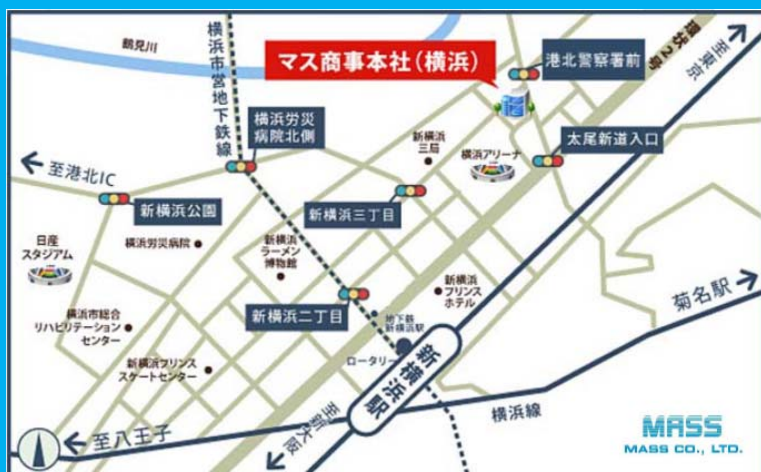 鶴見川
横浜市営地下鉄線
マス商事本社(横浜)
港北警察署前
環状2号
至東京
横浜労災
病院北側
新横浜
三局
横浜アリーナ
太尾新道入口
至港北IC
新横浜公園
新横浜三丁目
日産
スタジアム
横浜労災病院
新横浜
ラーメン
博物館
新横浜
プリンス
ホテル
菊名駅
新横浜二丁目
地下鉄
新横浜駅
横浜市総合
リハビリテーション
センター
ロータリー
新横浜プリンス
スケートセンター
新横浜駅
横浜線
至新大阪
至八王子
MASS
MASS CO., LTD.